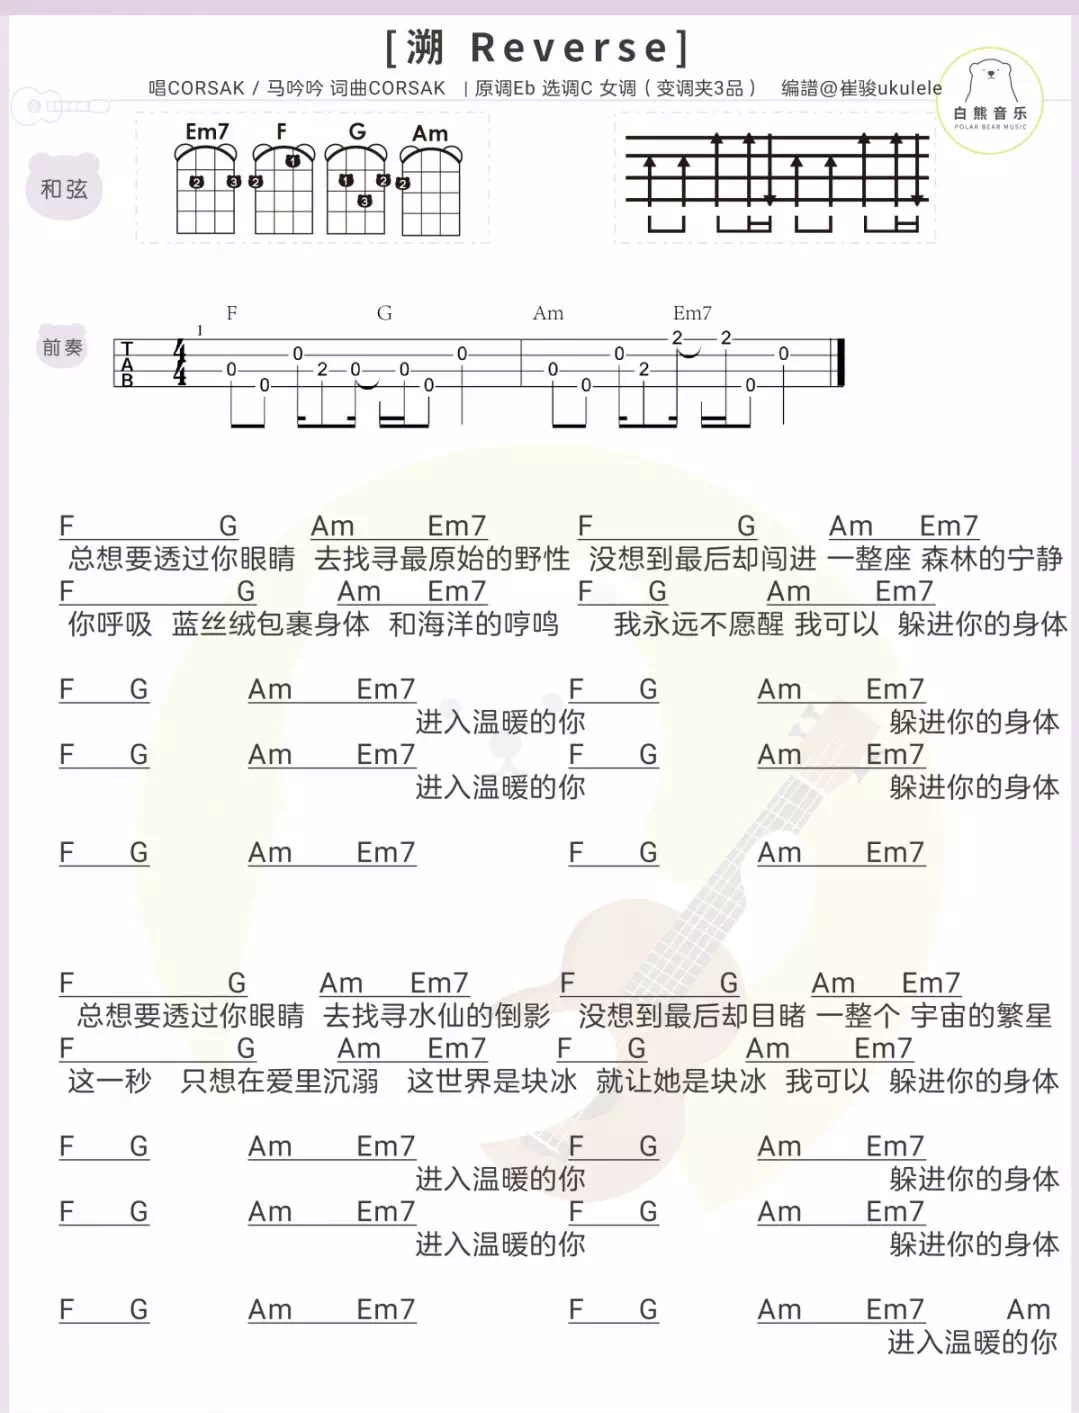 [溯 Reverse]
唱CORSAK / 马吟吟 词曲CORSAK | 原调Eb 选调C 女调（变调夹3品） 编譜@崔骏ukulele
白熊音乐
POLAR BEAR MUSIC
和弦
Em7 F G Am
2 3 2 1 1 2 3 2
前奏
F G Am Em7
1
T A B 4 4
0 0 0 2 0 0 0 0 0 0 0 2 2 2 0 0
F G Am Em7 F G Am Em7
总想要透过你眼睛 去找寻最原始的野性 没想到最后却闯进 一整座 森林的宁静
F G Am Em7 F G Am Em7
你呼吸 蓝丝绒包裹身体 和海洋的哼鸣 我永远不愿醒 我可以 躲进你的身体
F G Am Em7 F G Am Em7
进入温暖的你 躲进你的身体
F G Am Em7 F G Am Em7
进入温暖的你 躲进你的身体
F G Am Em7 F G Am Em7
F G Am Em7 F G Am Em7
总想要透过你眼睛 去找寻水仙的倒影 没想到最后却目睹 一整个 宇宙的繁星
F G Am Em7 F G Am Em7
这一秒 只想在爱里沉溺 这世界是块冰 就让她是块冰 我可以 躲进你的身体
F G Am Em7 F G Am Em7
进入温暖的你 躲进你的身体
F G Am Em7 F G Am Em7
进入温暖的你 躲进你的身体
F G Am Em7 F G Am Em7 Am
进入温暖的你